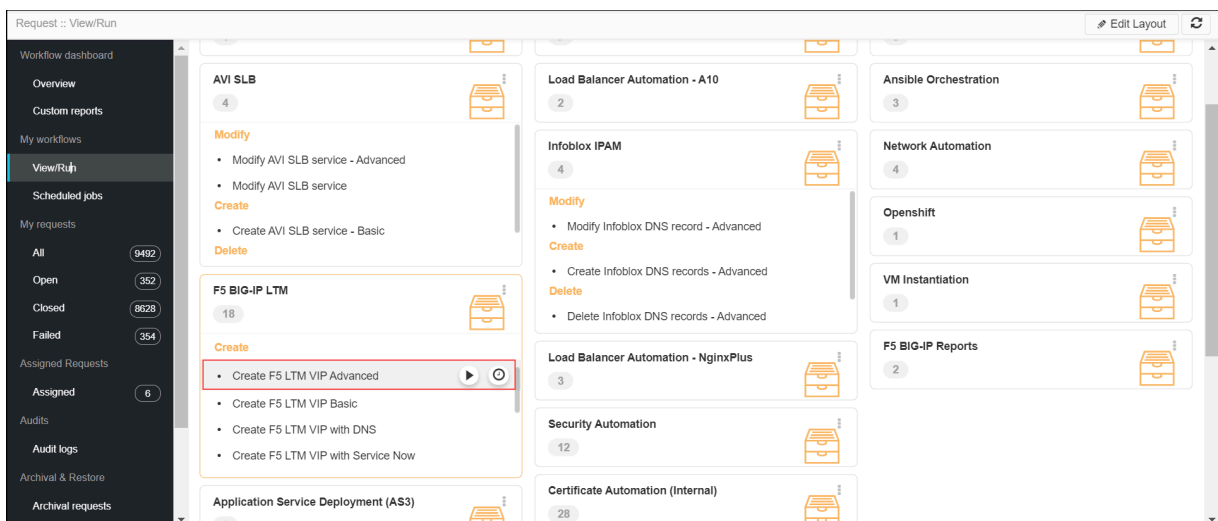 Request :: View/Run
Edit Layout
Workflow dashboard
Overview
Custom reports
My workflows
View/Run
Scheduled jobs
My requests
All 9492
Open 352
Closed 8628
Failed 354
Assigned Requests
Assigned 6
Audits
Audit logs
Archival & Restore
Archival requests
AVI SLB
4
Modify
• Modify AVI SLB service - Advanced
• Modify AVI SLB service
Create
• Create AVI SLB service - Basic
Delete
F5 BIG-IP LTM
18
Create
• Create F5 LTM VIP Advanced
• Create F5 LTM VIP Basic
• Create F5 LTM VIP with DNS
• Create F5 LTM VIP with Service Now
Application Service Deployment (AS3)
Load Balancer Automation - A10
2
Infoblox IPAM
4
Modify
• Modify Infoblox DNS record - Advanced
Create
• Create Infoblox DNS records - Advanced
Delete
• Delete Infoblox DNS records - Advanced
Load Balancer Automation - NginxPlus
3
Security Automation
12
Certificate Automation (Internal)
28
Ansible Orchestration
3
Network Automation
4
Openshift
1
VM Instantiation
1
F5 BIG-IP Reports
2